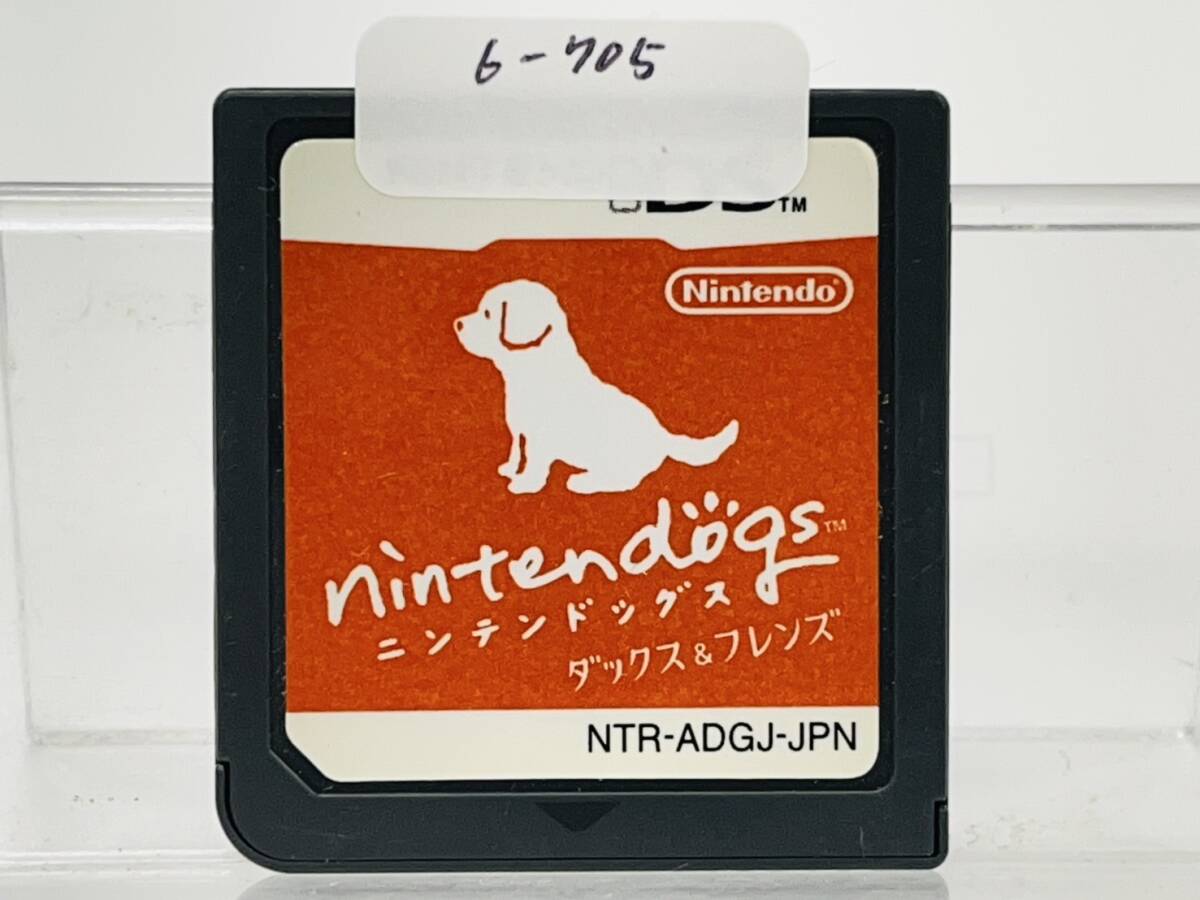 6-705
DS™
Nintendo®
nintendogs™
ニンテンドッグス
ダックス&フレンズ
NTR-ADGJ-JPN